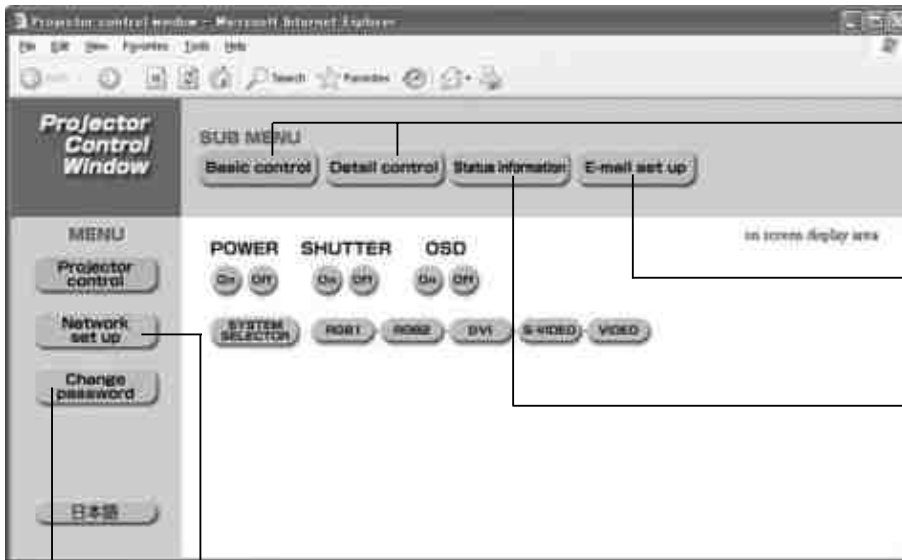 Projector control window - Microsoft Internet Explorer
File Edit View Favorites Tools Help
Search Favorites
Projector
Control
Window
SUB MENU
Basic control Detail control Status information E-mail set up
MENU
Projector
control
Network
set up
Change
password
日本語
on screen display area
POWER SHUTTER OSD
On Off On Off On Off
SYSTEM
SELECTOR RGB1 RGB2 DVI S-VIDEO VIDEO